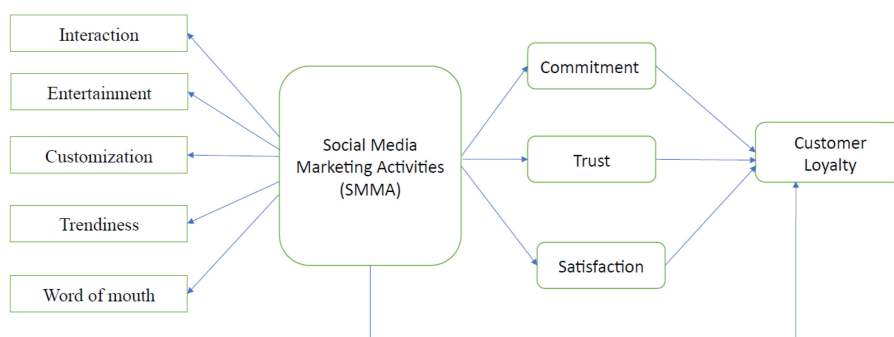 Interaction
Entertainment
Customization
Trendiness
Word of mouth
Social Media
Marketing Activities
(SMMA)
Commitment
Trust
Satisfaction
Customer
Loyalty